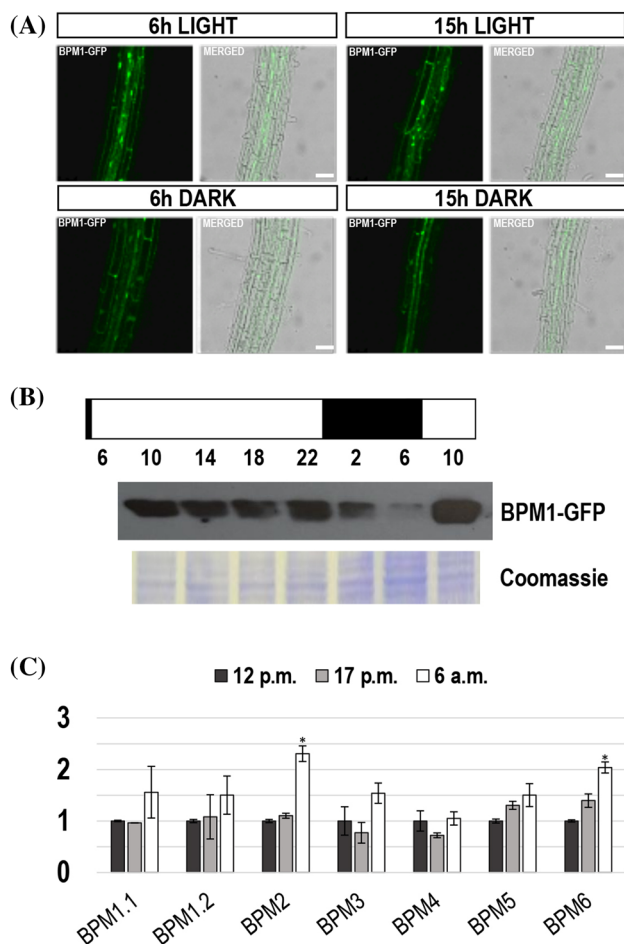 (A)
6h LIGHT
15h LIGHT
BPM1-GFP
MERGED
BPM1-GFP
MERGED
6h DARK
15h DARK
BPM1-GFP
MERGED
BPM1-GFP
MERGED
(B)
6 10 14 18 22 2 6 10
BPM1-GFP
Coomassie
(C)
12 p.m. 17 p.m. 6 a.m.
3
2
1
0
* *
BPM1.1 BPM1.2 BPM2 BPM3 BPM4 BPM5 BPM6